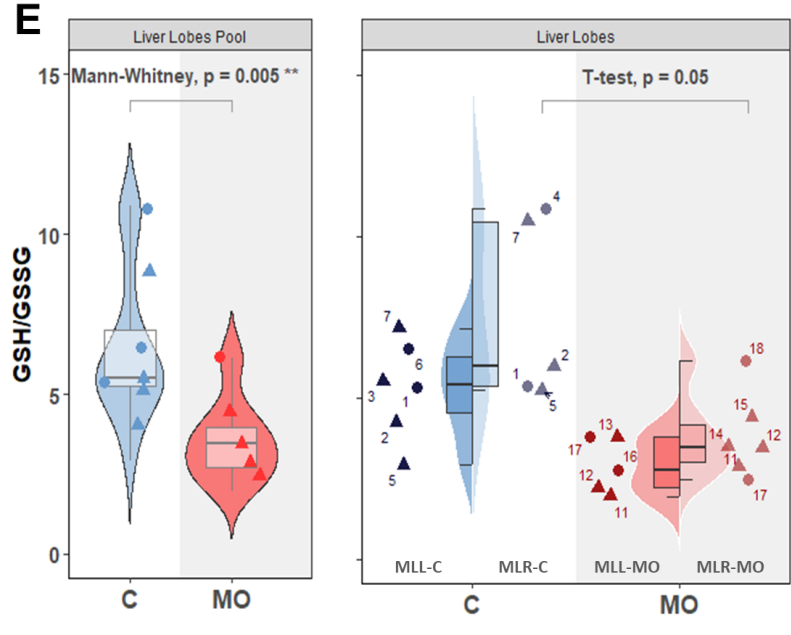 E
Liver Lobes Pool
Liver Lobes
15
Mann-Whitney, p = 0.005 **
T-test, p = 0.05
10
5
0
GSH/GSSG
4
7
7
6
3
1
2
5
2
1
5
18
15
13
17
14
12
16
11
12
11
17
MLL-C
MLR-C
MLL-MO
MLR-MO
C
MO
C
MO